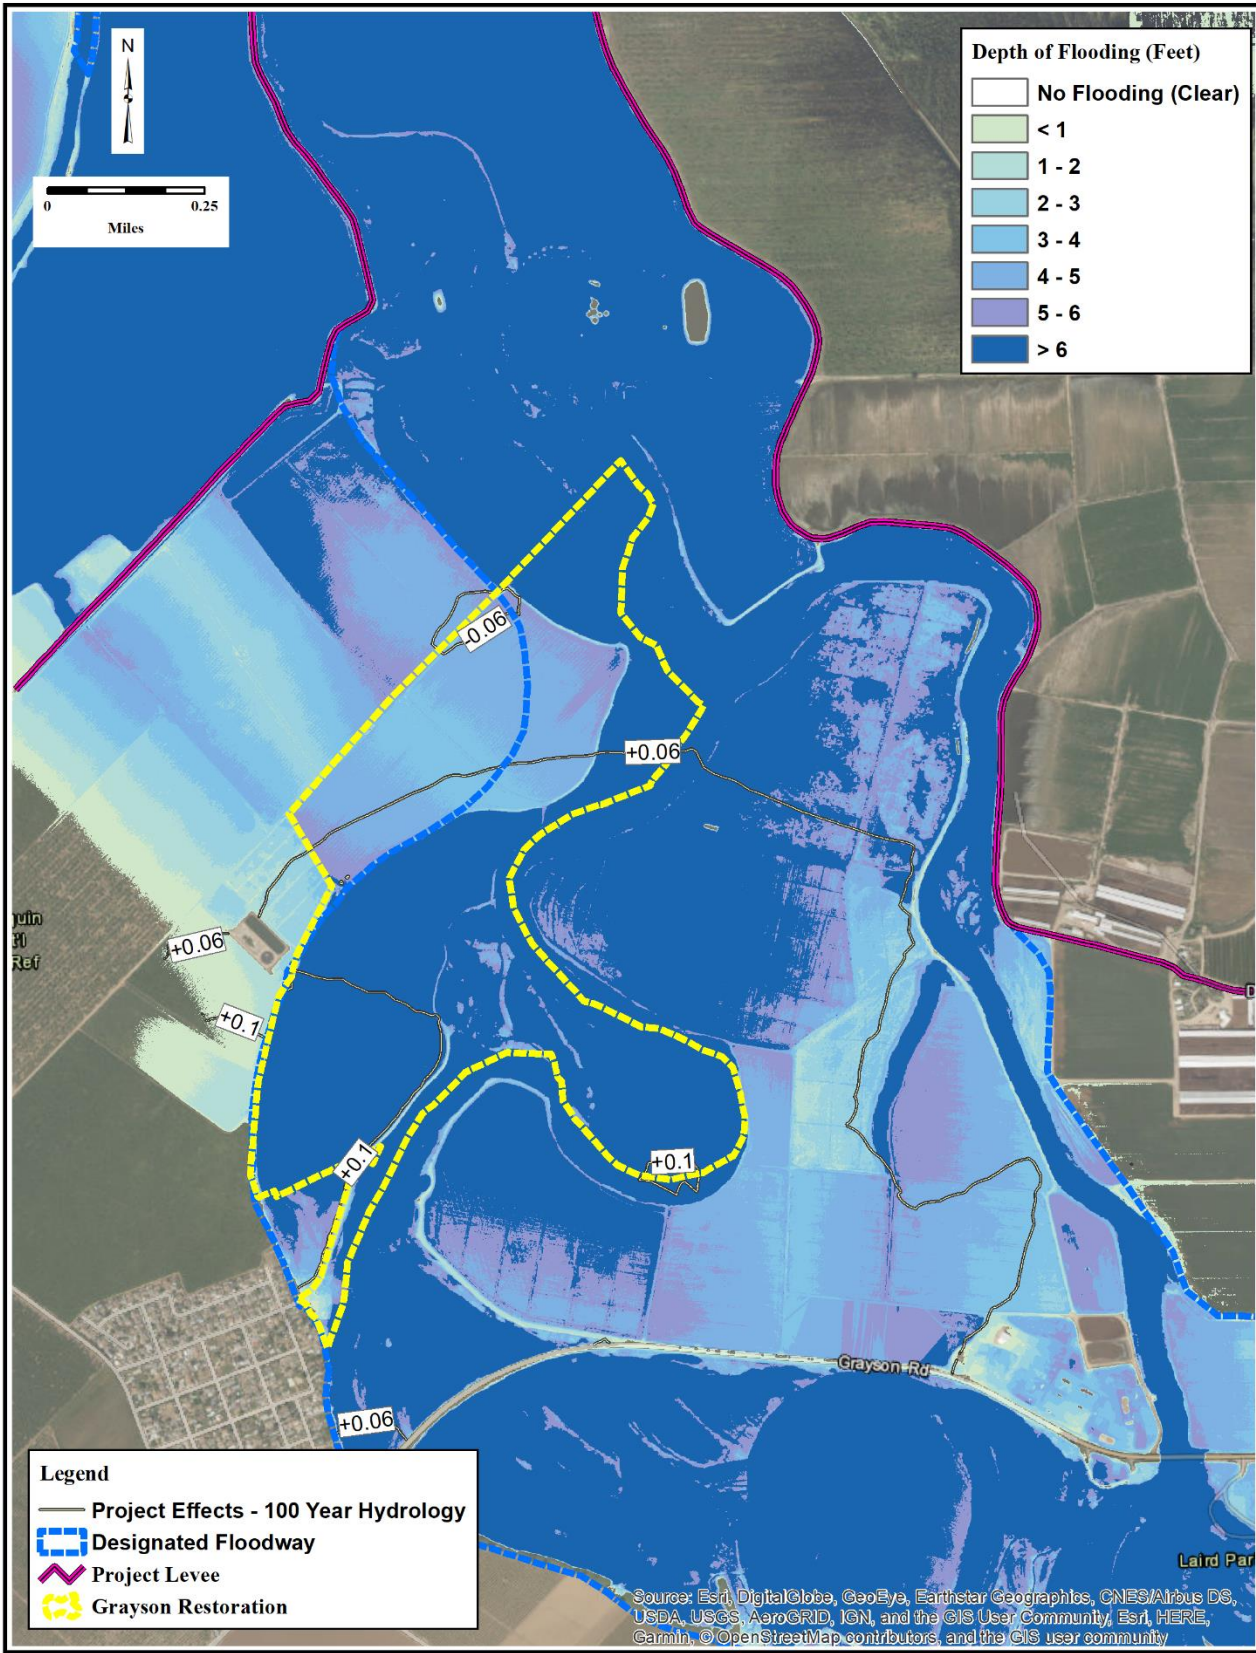 N
0 0.25
Miles
Depth of Flooding (Feet)
No Flooding (Clear)
< 1
1 - 2
2 - 3
3 - 4
4 - 5
5 - 6
> 6
-0.06
+0.06
quin
t'l
Ref
+0.06
+0.1
D
+0.1
+0.1
Grayson Rd
+0.06
Legend
Project Effects - 100 Year Hydrology
Designated Floodway
Project Levee
Grayson Restoration
Laird Par
Source: Esri, DigitalGlobe, GeoEye, Earthstar Geographics, CNES/Airbus DS,
USDA, USGS, AeroGRID, IGN, and the GIS User Community, Esri, HERE,
Garmin, © OpenStreetMap contributors, and the GIS user community